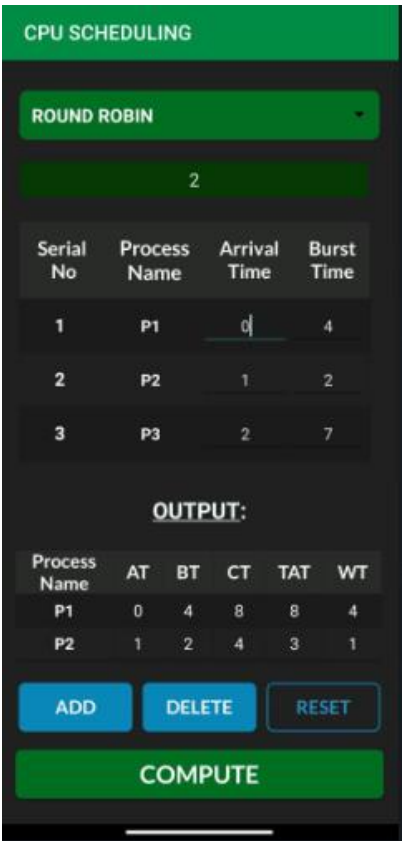 CPU SCHEDULING
ROUND ROBIN
2
Serial No Process Name Arrival Time Burst Time
1 P1 0 4
2 P2 1 2
3 P3 2 7
OUTPUT:
Process Name AT BT CT TAT WT
P1 0 4 8 8 4
P2 1 2 4 3 1
ADD DELETE RESET
COMPUTE